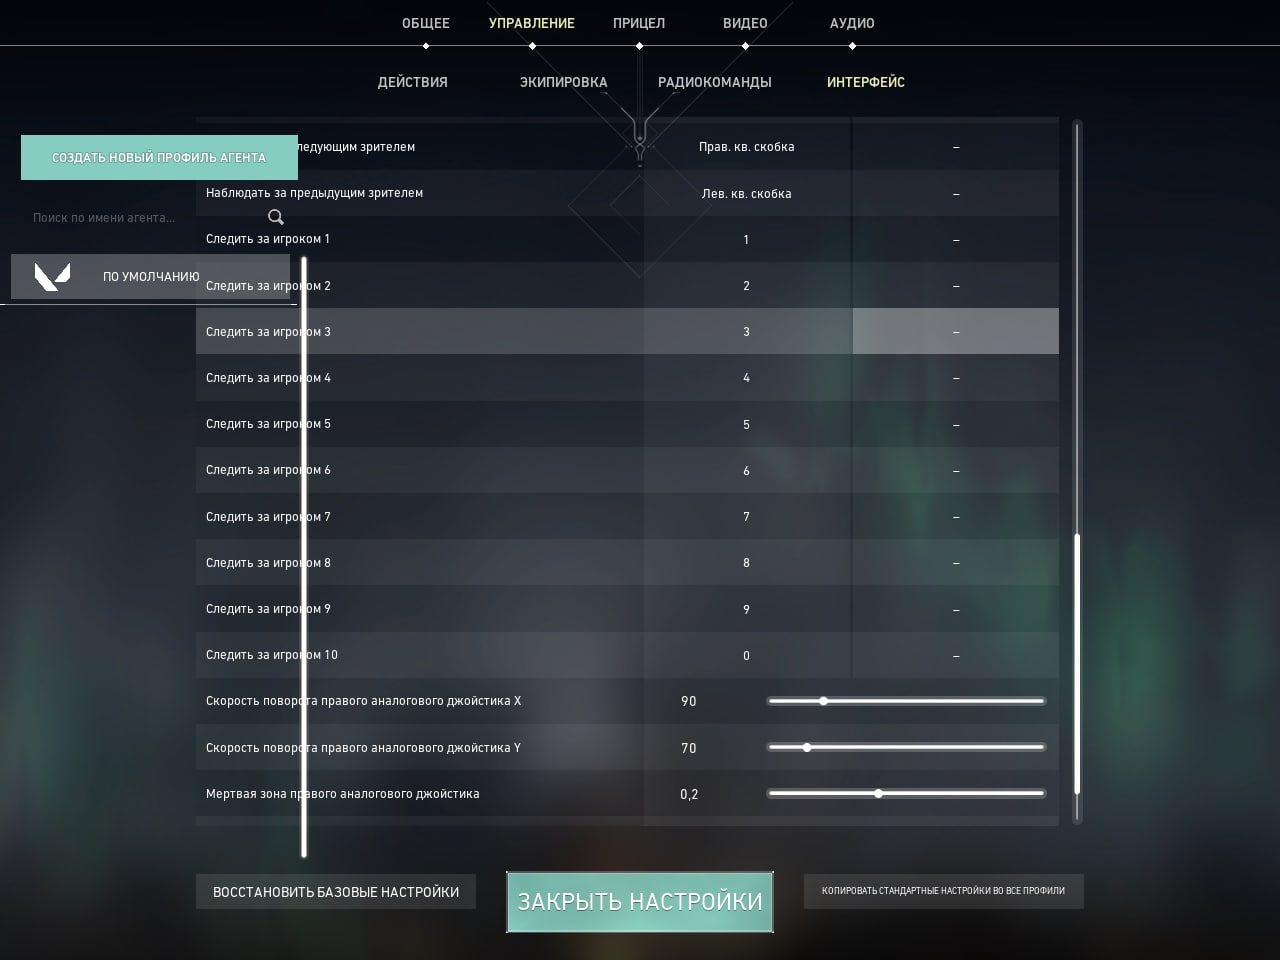 ОБЩЕЕ УПРАВЛЕНИЕ ПРИЦЕЛ ВИДЕО АУДИО
ДЕЙСТВИЯ ЭКИПИРОВКА РАДИОКОМАНДЫ ИНТЕРФЕЙС
СОЗДАТЬ НОВЫЙ ПРОФИЛЬ АГЕНТА
Поиск по имени агента...
ПО УМОЛЧАНИЮ
ледующим зрителем Прав. кв. скобка –
Наблюдать за предыдущим зрителем Лев. кв. скобка –
Следить за игроком 1 1 –
Следить за игроком 2 2 –
Следить за игроком 3 3 –
Следить за игроком 4 4 –
Следить за игроком 5 5 –
Следить за игроком 6 6 –
Следить за игроком 7 7 –
Следить за игроком 8 8 –
Следить за игроком 9 9 –
Следить за игроком 10 0 –
Скорость поворота правого аналогового джойстика X 90
Скорость поворота правого аналогового джойстика Y 70
Мертвая зона правого аналогового джойстика 0,2
ВОССТАНОВИТЬ БАЗОВЫЕ НАСТРОЙКИ
ЗАКРЫТЬ НАСТРОЙКИ
КОПИРОВАТЬ СТАНДАРТНЫЕ НАСТРОЙКИ ВО ВСЕ ПРОФИЛИ